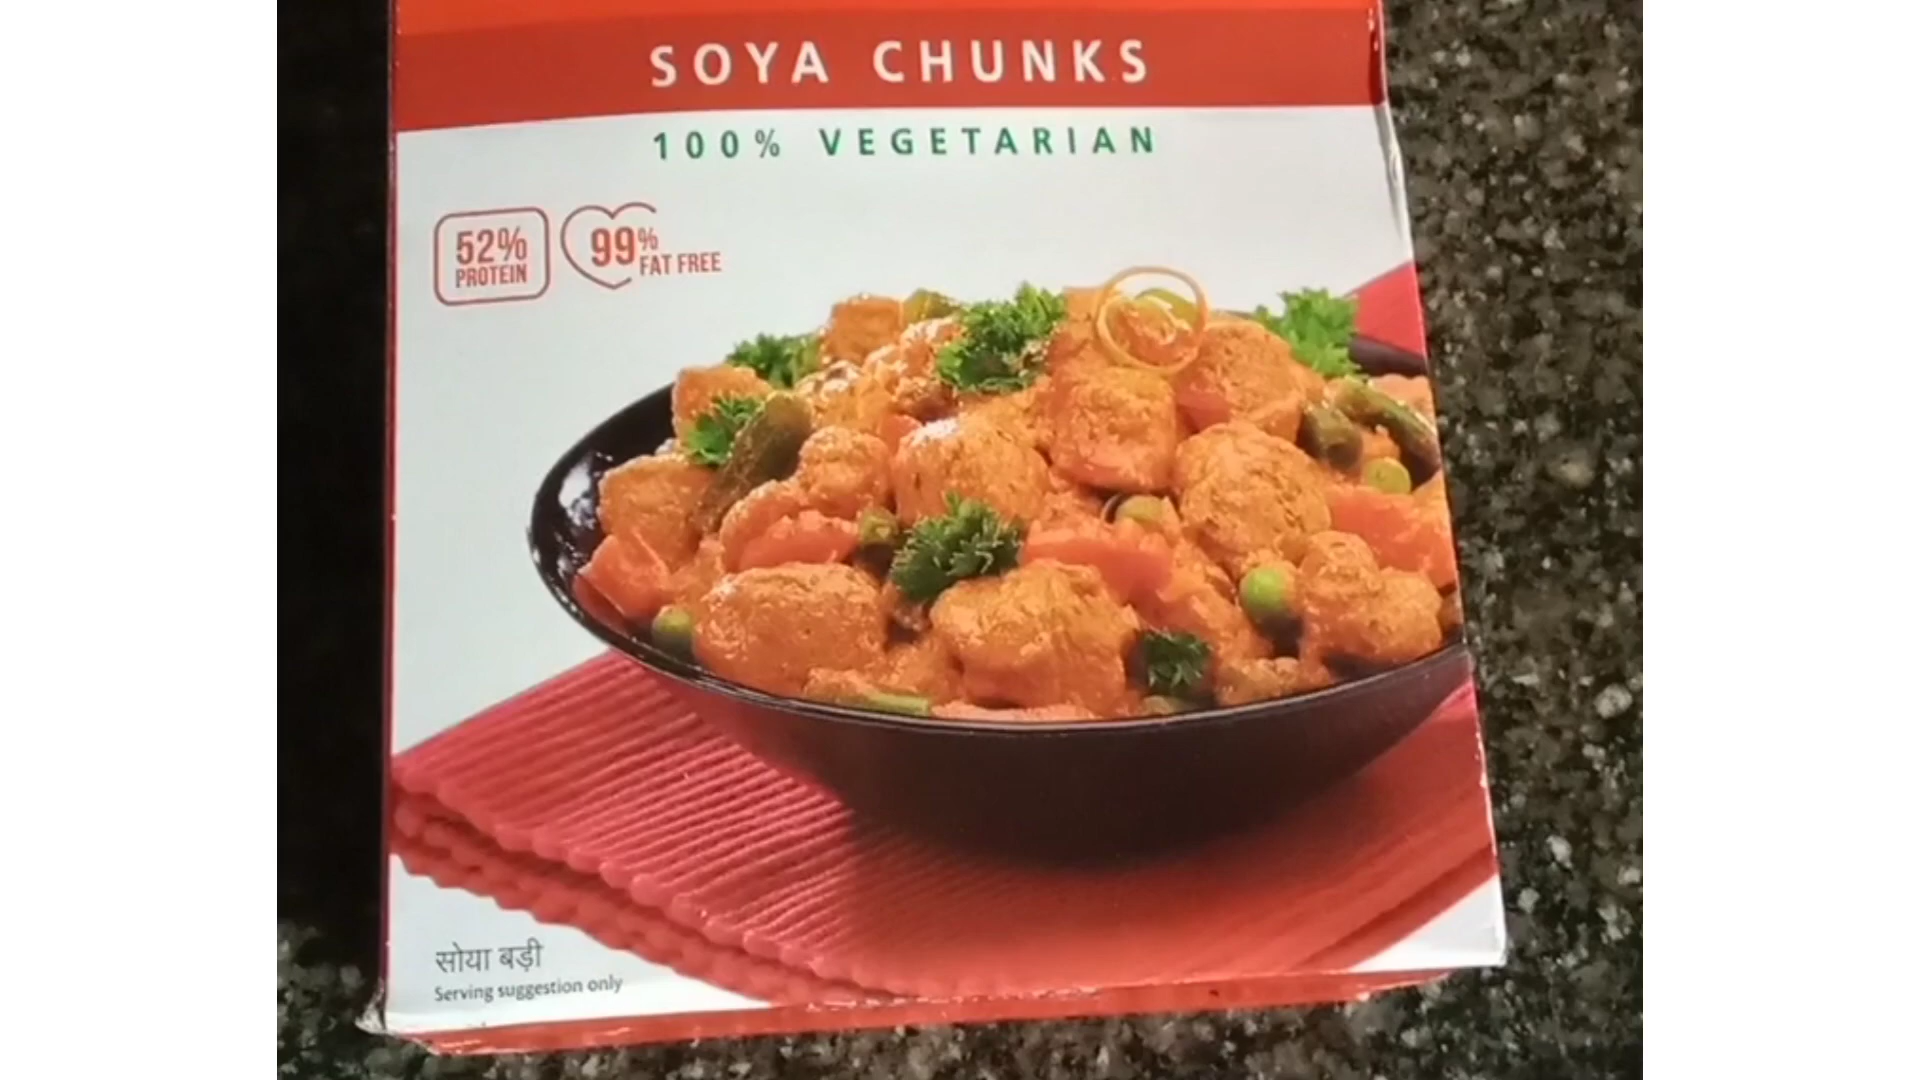 SOYA CHUNKS
100% VEGETARIAN
52%
PROTEIN
99%
FAT FREE
सोया बड़ी
Serving suggestion only